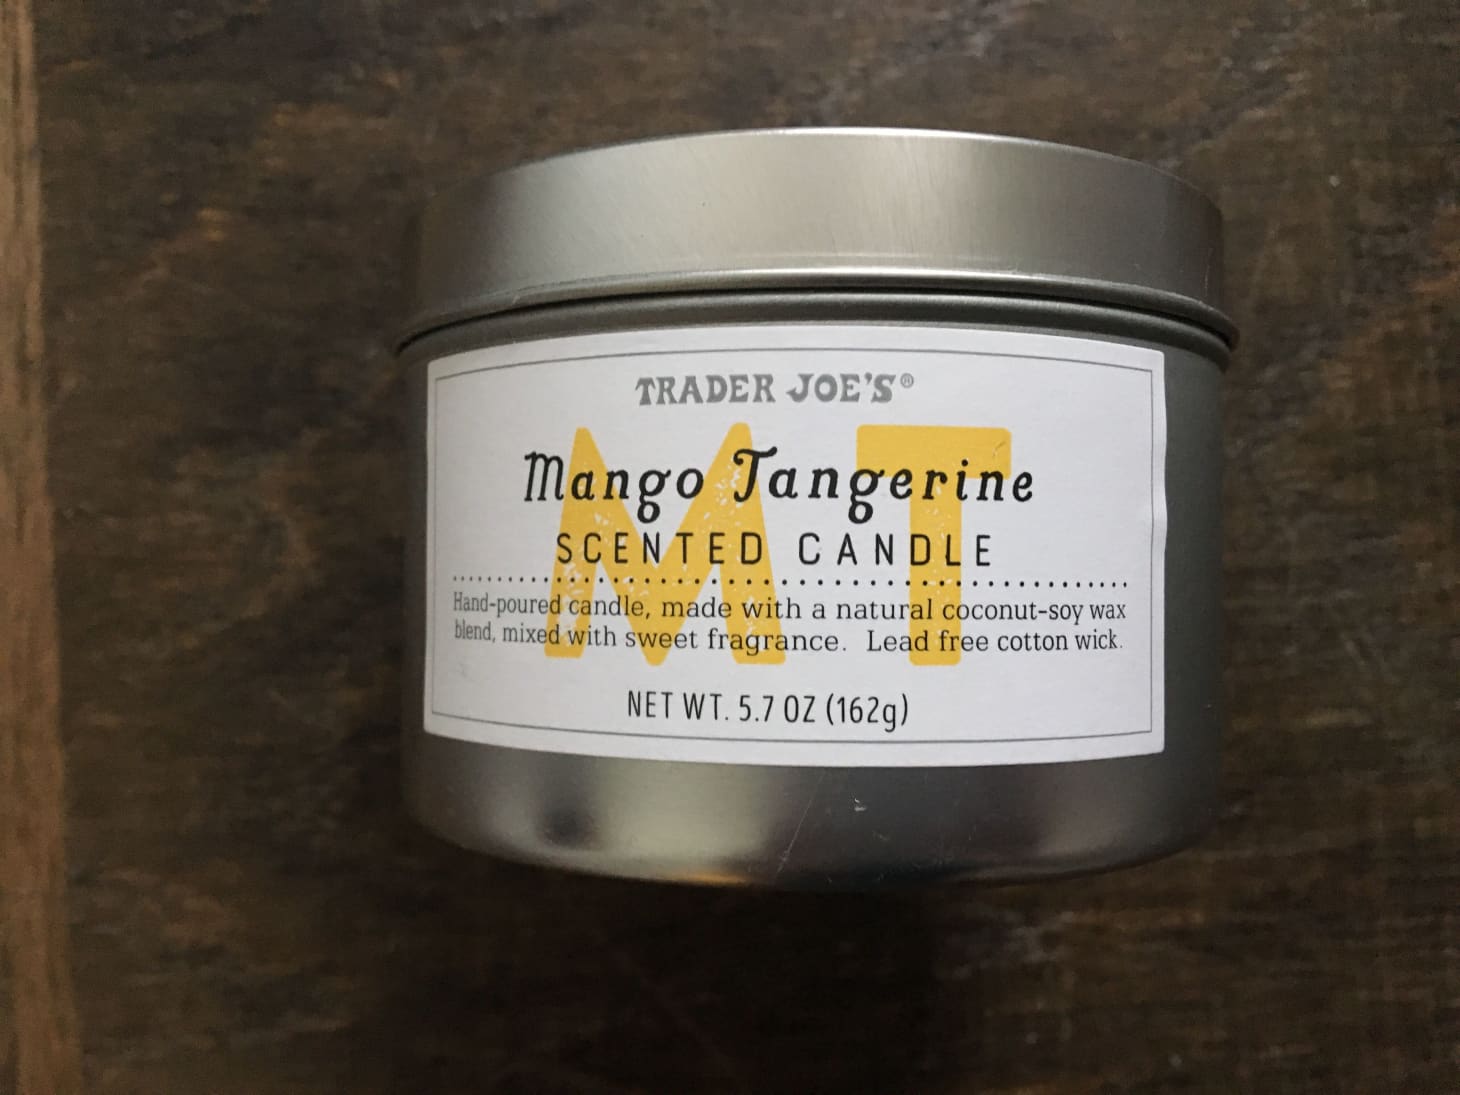 TRADER JOE'S®
MT
Mango Tangerine
SCENTED CANDLE
Hand-poured candle, made with a natural coconut-soy wax
blend, mixed with sweet fragrance. Lead free cotton wick.
NET WT. 5.7 OZ (162g)